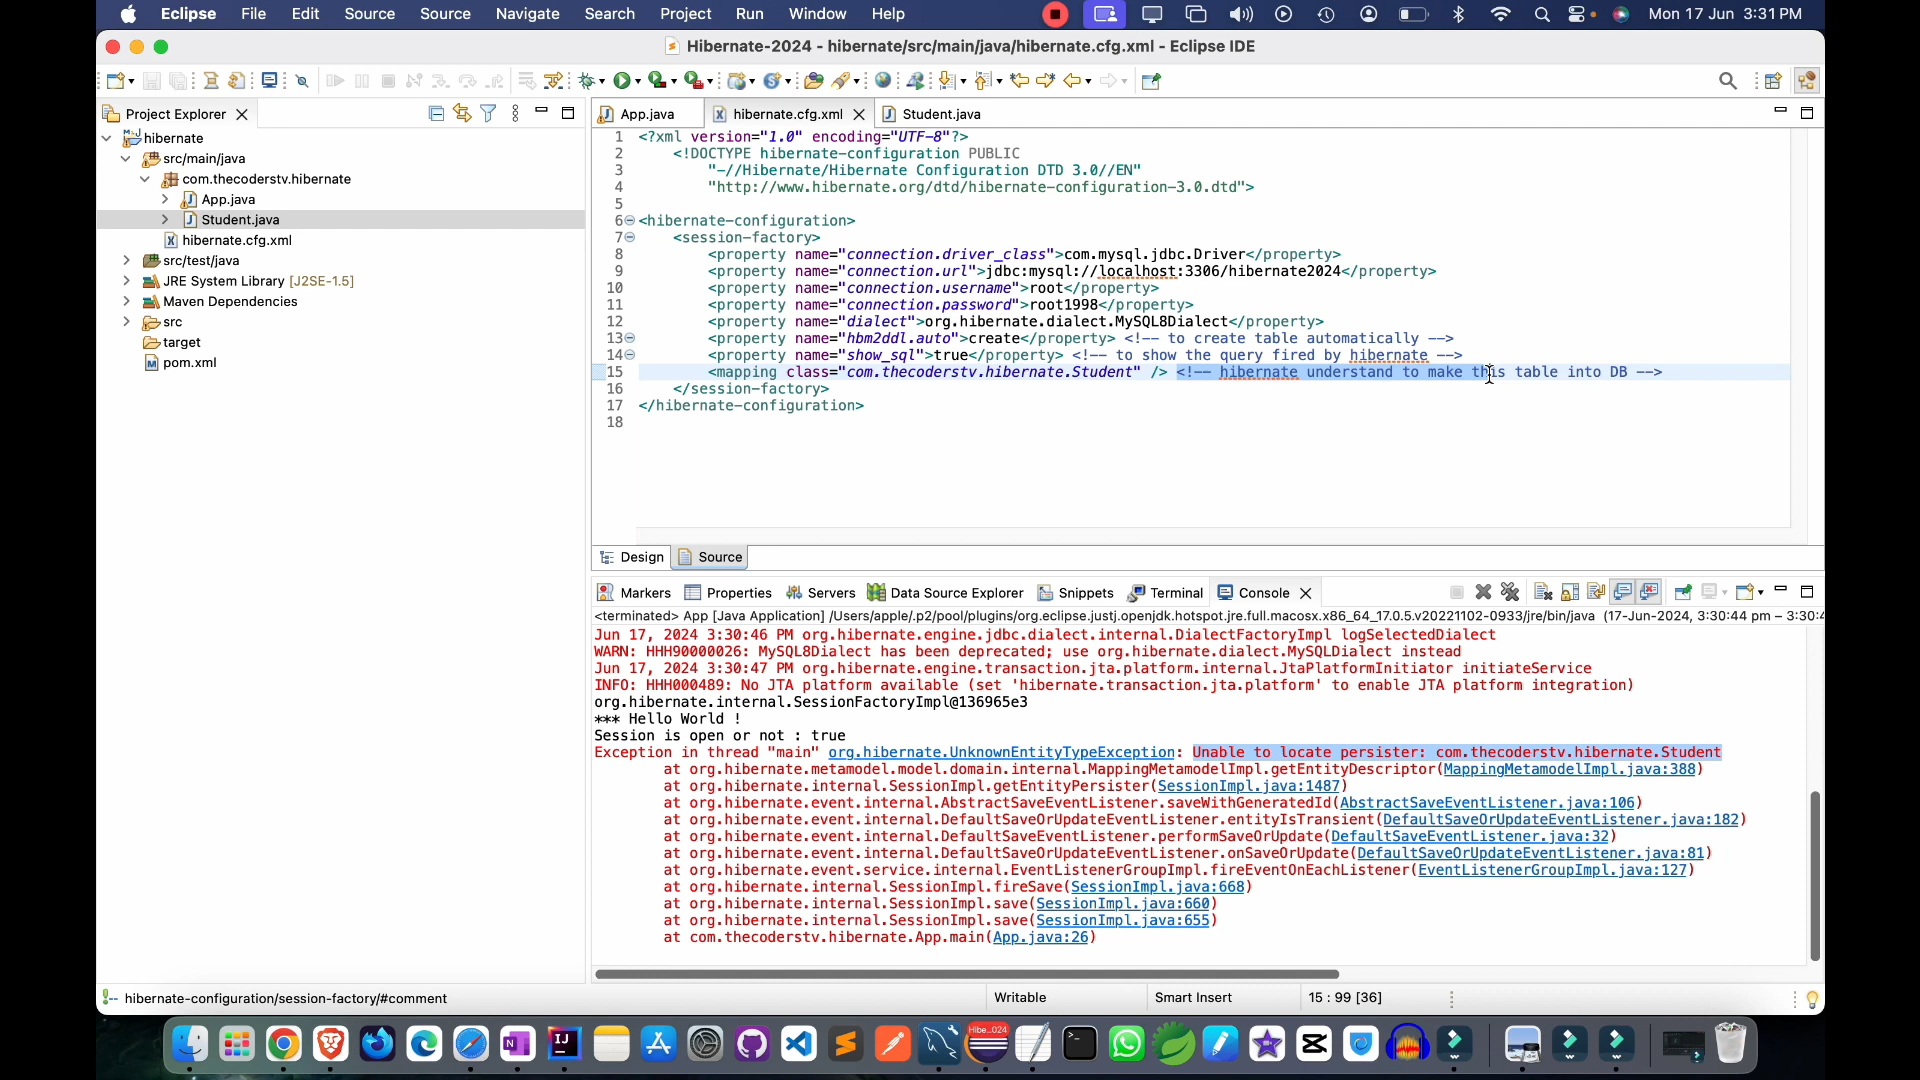 Eclipse File Edit Source Source Navigate Search Project Run Window Help Mon 17 Jun 3:31 PM
Hibernate-2024 - hibernate/src/main/java/hibernate.cfg.xml - Eclipse IDE
Project Explorer
hibernate
src/main/java
com.thecoderstv.hibernate
App.java
Student.java
hibernate.cfg.xml
src/test/java
JRE System Library [J2SE-1.5]
Maven Dependencies
src
target
pom.xml
App.java hibernate.cfg.xml Student.java
1 <?xml version="1.0" encoding="UTF-8"?>
2 <!DOCTYPE hibernate-configuration PUBLIC
3 "-//Hibernate/Hibernate Configuration DTD 3.0//EN"
4 "http://www.hibernate.org/dtd/hibernate-configuration-3.0.dtd">
5
6 <hibernate-configuration>
7 <session-factory>
8 <property name="connection.driver_class">com.mysql.jdbc.Driver</property>
9 <property name="connection.url">jdbc:mysql://localhost:3306/hibernate2024</property>
10 <property name="connection.username">root</property>
11 <property name="connection.password">root1998</property>
12 <property name="dialect">org.hibernate.dialect.MySQL8Dialect</property>
13 <property name="hbm2ddl.auto">create</property> <!-- to create table automatically -->
14 <property name="show_sql">true</property> <!-- to show the query fired by hibernate -->
15 <mapping class="com.thecoderstv.hibernate.Student" /> <!-- hibernate understand to make this table into DB -->
16 </session-factory>
17 </hibernate-configuration>
18
Design Source
Markers Properties Servers Data Source Explorer Snippets Terminal Console
<terminated> App [Java Application] /Users/apple/.p2/pool/plugins/org.eclipse.justj.openjdk.hotspot.jre.full.macosx.x86_64_17.0.5.v20221102-0933/jre/bin/java (17-Jun-2024, 3:30:44 pm – 3:30:4
Jun 17, 2024 3:30:46 PM org.hibernate.engine.jdbc.dialect.internal.DialectFactoryImpl logSelectedDialect
WARN: HHH90000026: MySQL8Dialect has been deprecated; use org.hibernate.dialect.MySQLDialect instead
Jun 17, 2024 3:30:47 PM org.hibernate.engine.transaction.jta.platform.internal.JtaPlatformInitiator initiateService
INFO: HHH000489: No JTA platform available (set 'hibernate.transaction.jta.platform' to enable JTA platform integration)
org.hibernate.internal.SessionFactoryImpl@136965e3
*** Hello World !
Session is open or not : true
Exception in thread "main" org.hibernate.UnknownEntityTypeException: Unable to locate persister: com.thecoderstv.hibernate.Student
at org.hibernate.metamodel.model.domain.internal.MappingMetamodelImpl.getEntityDescriptor(MappingMetamodelImpl.java:388)
at org.hibernate.internal.SessionImpl.getEntityPersister(SessionImpl.java:1487)
at org.hibernate.event.internal.AbstractSaveEventListener.saveWithGeneratedId(AbstractSaveEventListener.java:106)
at org.hibernate.event.internal.DefaultSaveOrUpdateEventListener.entityIsTransient(DefaultSaveOrUpdateEventListener.java:182)
at org.hibernate.event.internal.DefaultSaveEventListener.performSaveOrUpdate(DefaultSaveEventListener.java:32)
at org.hibernate.event.internal.DefaultSaveOrUpdateEventListener.onSaveOrUpdate(DefaultSaveOrUpdateEventListener.java:81)
at org.hibernate.event.service.internal.EventListenerGroupImpl.fireEventOnEachListener(EventListenerGroupImpl.java:127)
at org.hibernate.internal.SessionImpl.fireSave(SessionImpl.java:668)
at org.hibernate.internal.SessionImpl.save(SessionImpl.java:660)
at org.hibernate.internal.SessionImpl.save(SessionImpl.java:655)
at com.thecoderstv.hibernate.App.main(App.java:26)
hibernate-configuration/session-factory/#comment Writable Smart Insert 15 : 99 [36]
Hibe...024